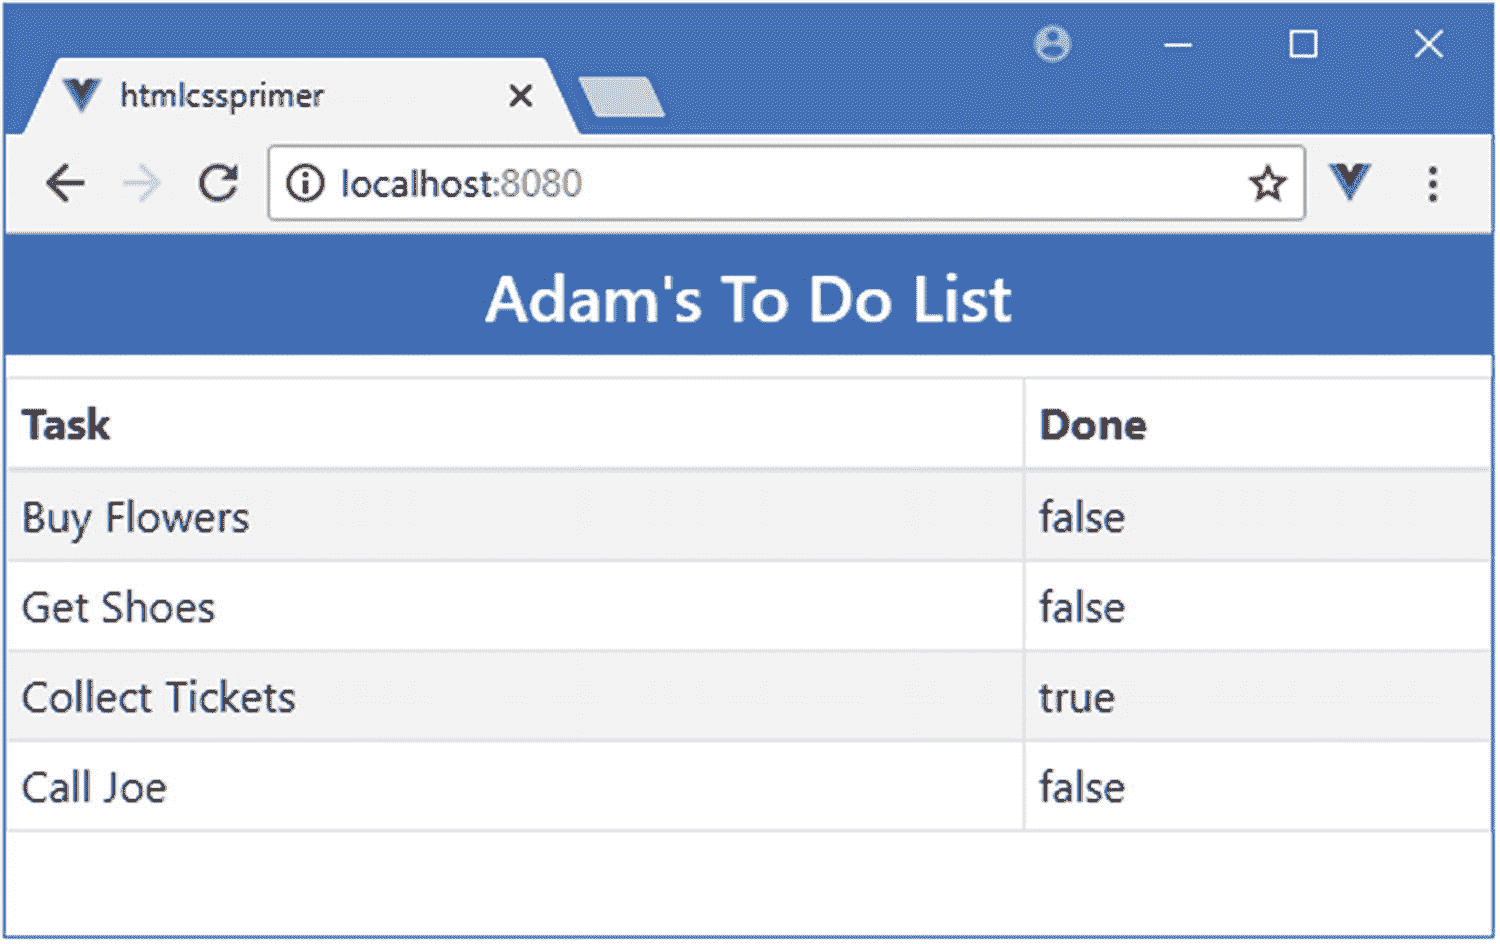 htmlcssprimer
localhost:8080
Adam's To Do List
Task Done
Buy Flowers false
Get Shoes false
Collect Tickets true
Call Joe false